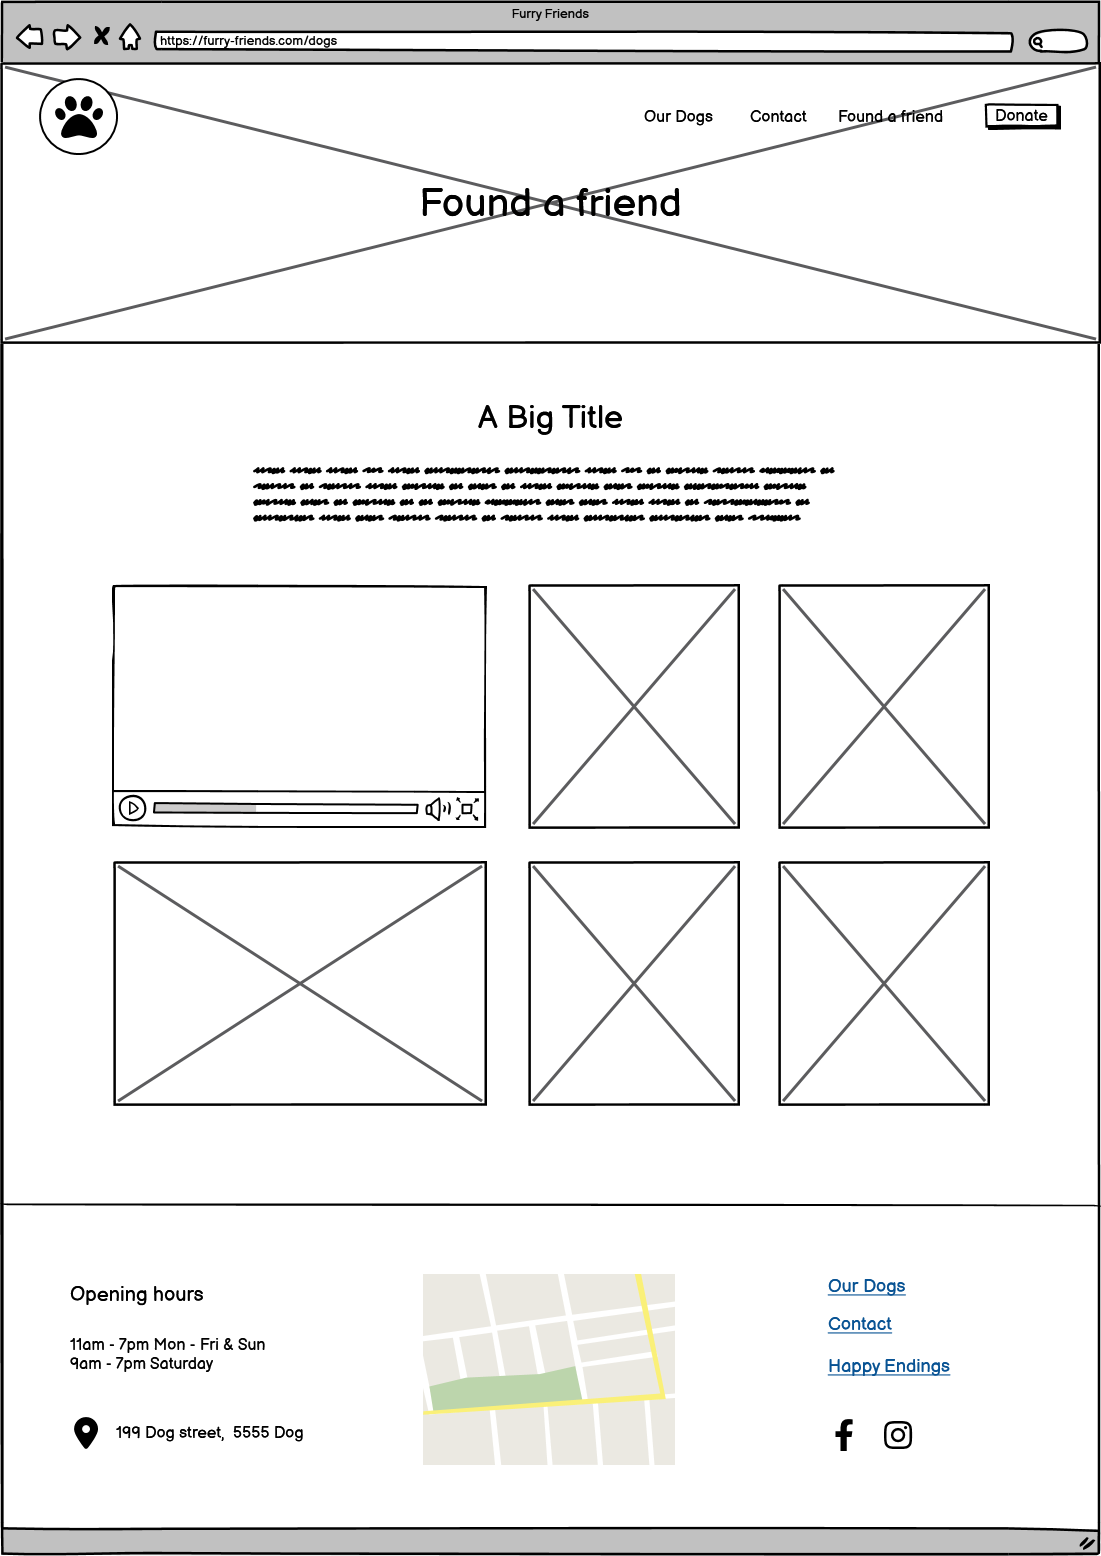 Furry Friends
https://furry-friends.com/dogs
Our Dogs
Contact
Found a friend
Donate
Found a friend
A Big Title
Opening hours
11am - 7pm Mon - Fri & Sun
9am - 7pm Saturday
199 Dog street, 5555 Dog
Our Dogs
Contact
Happy Endings